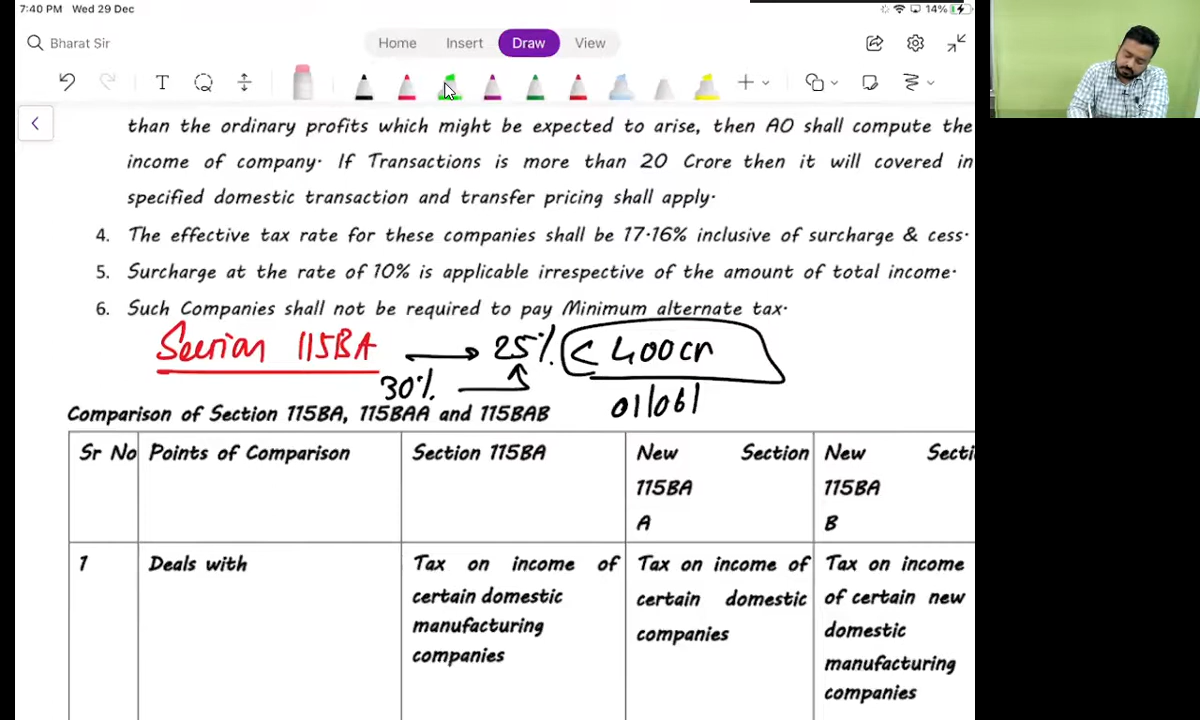 7:40 PM Wed 29 Dec
14%
Bharat Sir
Home Insert Draw View
T
than the ordinary profits which might be expected to arise, then AO shall compute the
income of company. If Transactions is more than 20 Crore then it will covered in
specified domestic transaction and transfer pricing shall apply.
4. The effective tax rate for these companies shall be 17.16% inclusive of surcharge & cess.
5. Surcharge at the rate of 10% is applicable irrespective of the amount of total income.
6. Such Companies shall not be required to pay Minimum alternate tax.
Section 115BA → 25% < 400cr
30%
01/06/
Comparison of Section 115BA, 115BAA and 115BAB
Sr No Points of Comparison Section 115BA New Section New Secti
115BA 115BA
A B
1 Deals with Tax on income of Tax on income of Tax on income
certain domestic certain domestic of certain new
manufacturing companies domestic
companies manufacturing
companies